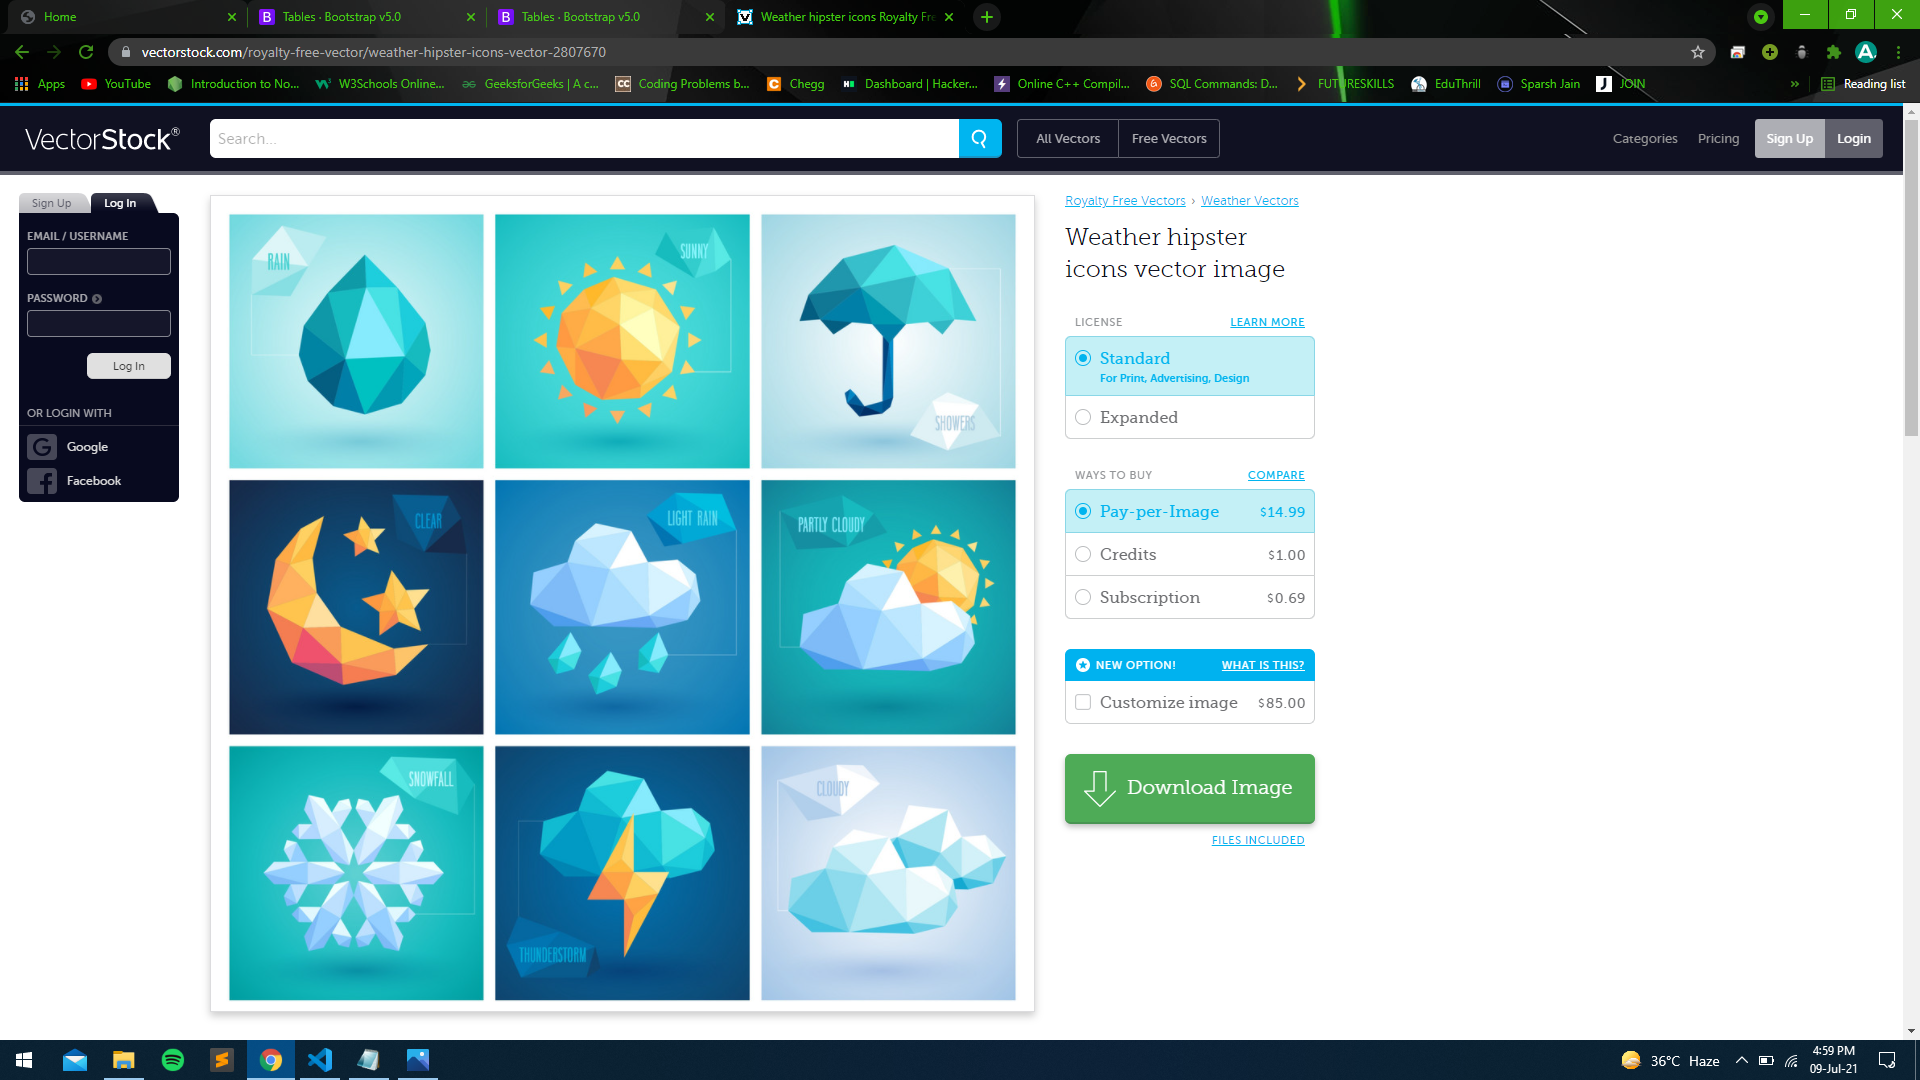 Home
Tables · Bootstrap v5.0
Tables · Bootstrap v5.0
Weather hipster icons Royalty Fre
vectorstock.com/royalty-free-vector/weather-hipster-icons-vector-2807670
Apps
YouTube
Introduction to No...
W3Schools Online...
GeeksforGeeks | A c...
Coding Problems b...
Chegg
Dashboard | Hacker...
Online C++ Compil...
SQL Commands: D...
FUTURESKILLS
EduThrill
Sparsh Jain
JOIN
Reading list
VectorStock®
Search...
All Vectors
Free Vectors
Categories
Pricing
Sign Up
Login
Sign Up
Log In
EMAIL / USERNAME
PASSWORD
Log In
OR LOGIN WITH
Google
Facebook
RAIN
SUNNY
SHOWERS
CLEAR
LIGHT RAIN
PARTLY CLOUDY
SNOWFALL
THUNDERSTORM
CLOUDY
Royalty Free Vectors › Weather Vectors
Weather hipster
icons vector image
LICENSE
LEARN MORE
Standard
For Print, Advertising, Design
Expanded
WAYS TO BUY
COMPARE
Pay-per-Image $14.99
Credits $1.00
Subscription $0.69
NEW OPTION!
WHAT IS THIS?
Customize image $85.00
Download Image
FILES INCLUDED
36°C Haze
4:59 PM
09-Jul-21